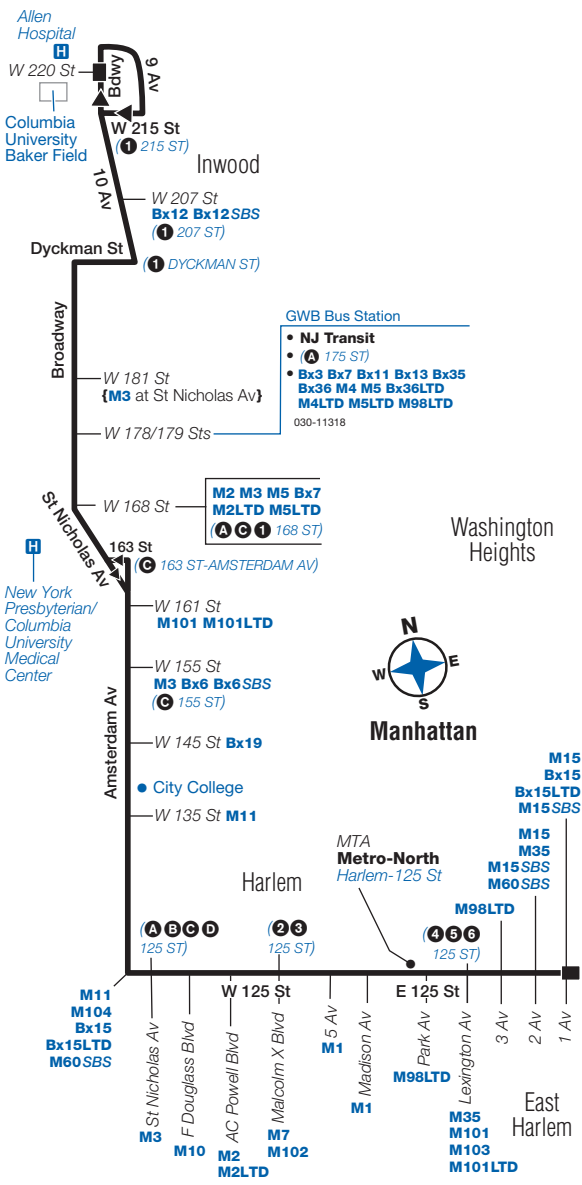 Allen
Hospital
H
W 220 St
Bdwy
9 Av
Columbia
University
Baker Field
W 215 St
(1 215 ST)
Inwood
10 Av
W 207 St
Bx12 Bx12SBS
(1 207 ST)
Dyckman St
(1 DYCKMAN ST)
Broadway
GWB Bus Station
• NJ Transit
• (A 175 ST)
• Bx3 Bx7 Bx11 Bx13 Bx35
Bx36 M4 M5 Bx36LTD
M4LTD M5LTD M98LTD
030-11318
W 181 St
{M3 at St Nicholas Av}
W 178/179 Sts
St Nicholas Av
W 168 St
M2 M3 M5 Bx7
M2LTD M5LTD
(A C 1 168 ST)
Washington
Heights
H
163 St
(C 163 ST-AMSTERDAM AV)
New York
Presbyterian/
Columbia
University
Medical
Center
W 161 St
M101 M101LTD
N
W E
S
Manhattan
W 155 St
M3 Bx6 Bx6SBS
(C 155 ST)
Amsterdam Av
W 145 St Bx19
• City College
W 135 St M11
M15
Bx15
Bx15LTD
M15SBS
M15
M35
M15SBS
M60SBS
MTA
Metro-North
Harlem-125 St
Harlem
M98LTD
(A B C D
125 ST)
(2 3
125 ST)
(4 5 6
125 ST)
W 125 St
E 125 St
M11
M104
Bx15
Bx15LTD
M60SBS
St Nicholas Av
M3
F Douglass Blvd
M10
AC Powell Blvd
M2
M2LTD
Malcolm X Blvd
M7
M102
5 Av
M1
Madison Av
M1
Park Av
M98LTD
Lexington Av
M35
M101
M103
M101LTD
3 Av
2 Av
1 Av
East
Harlem